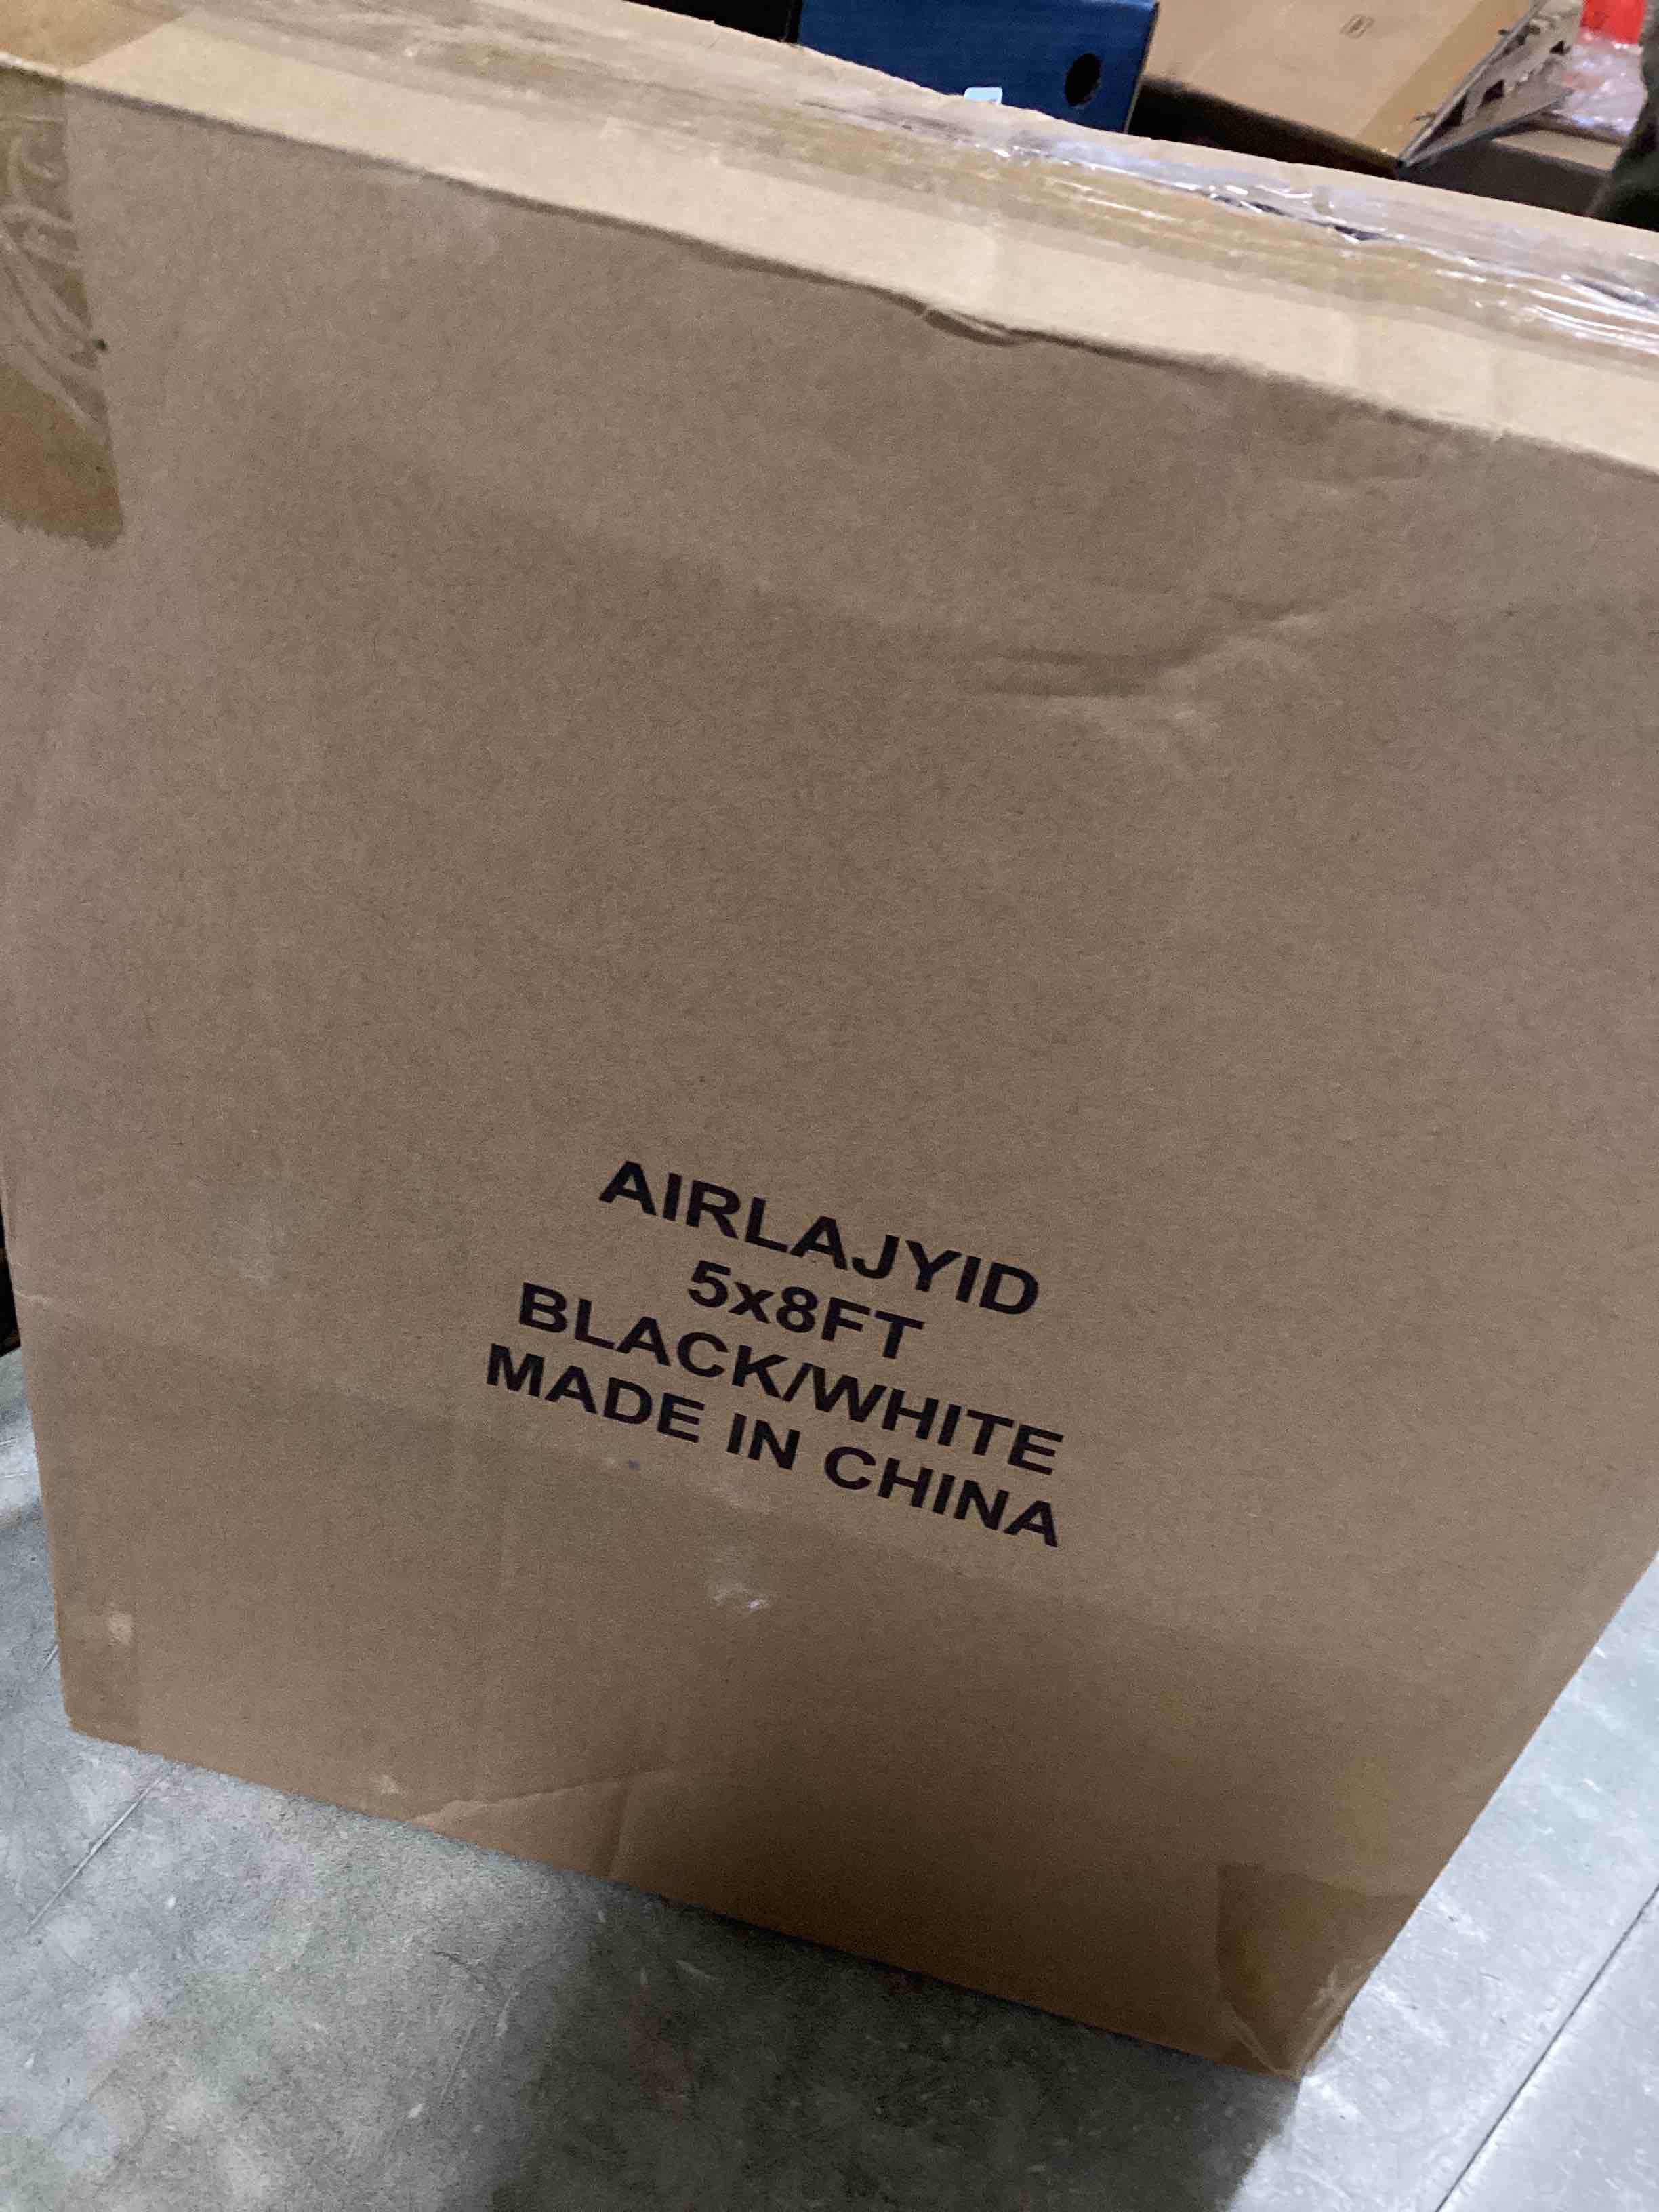 AIRLAJYID
5x8FT
BLACK/WHITE
MADE IN CHINA